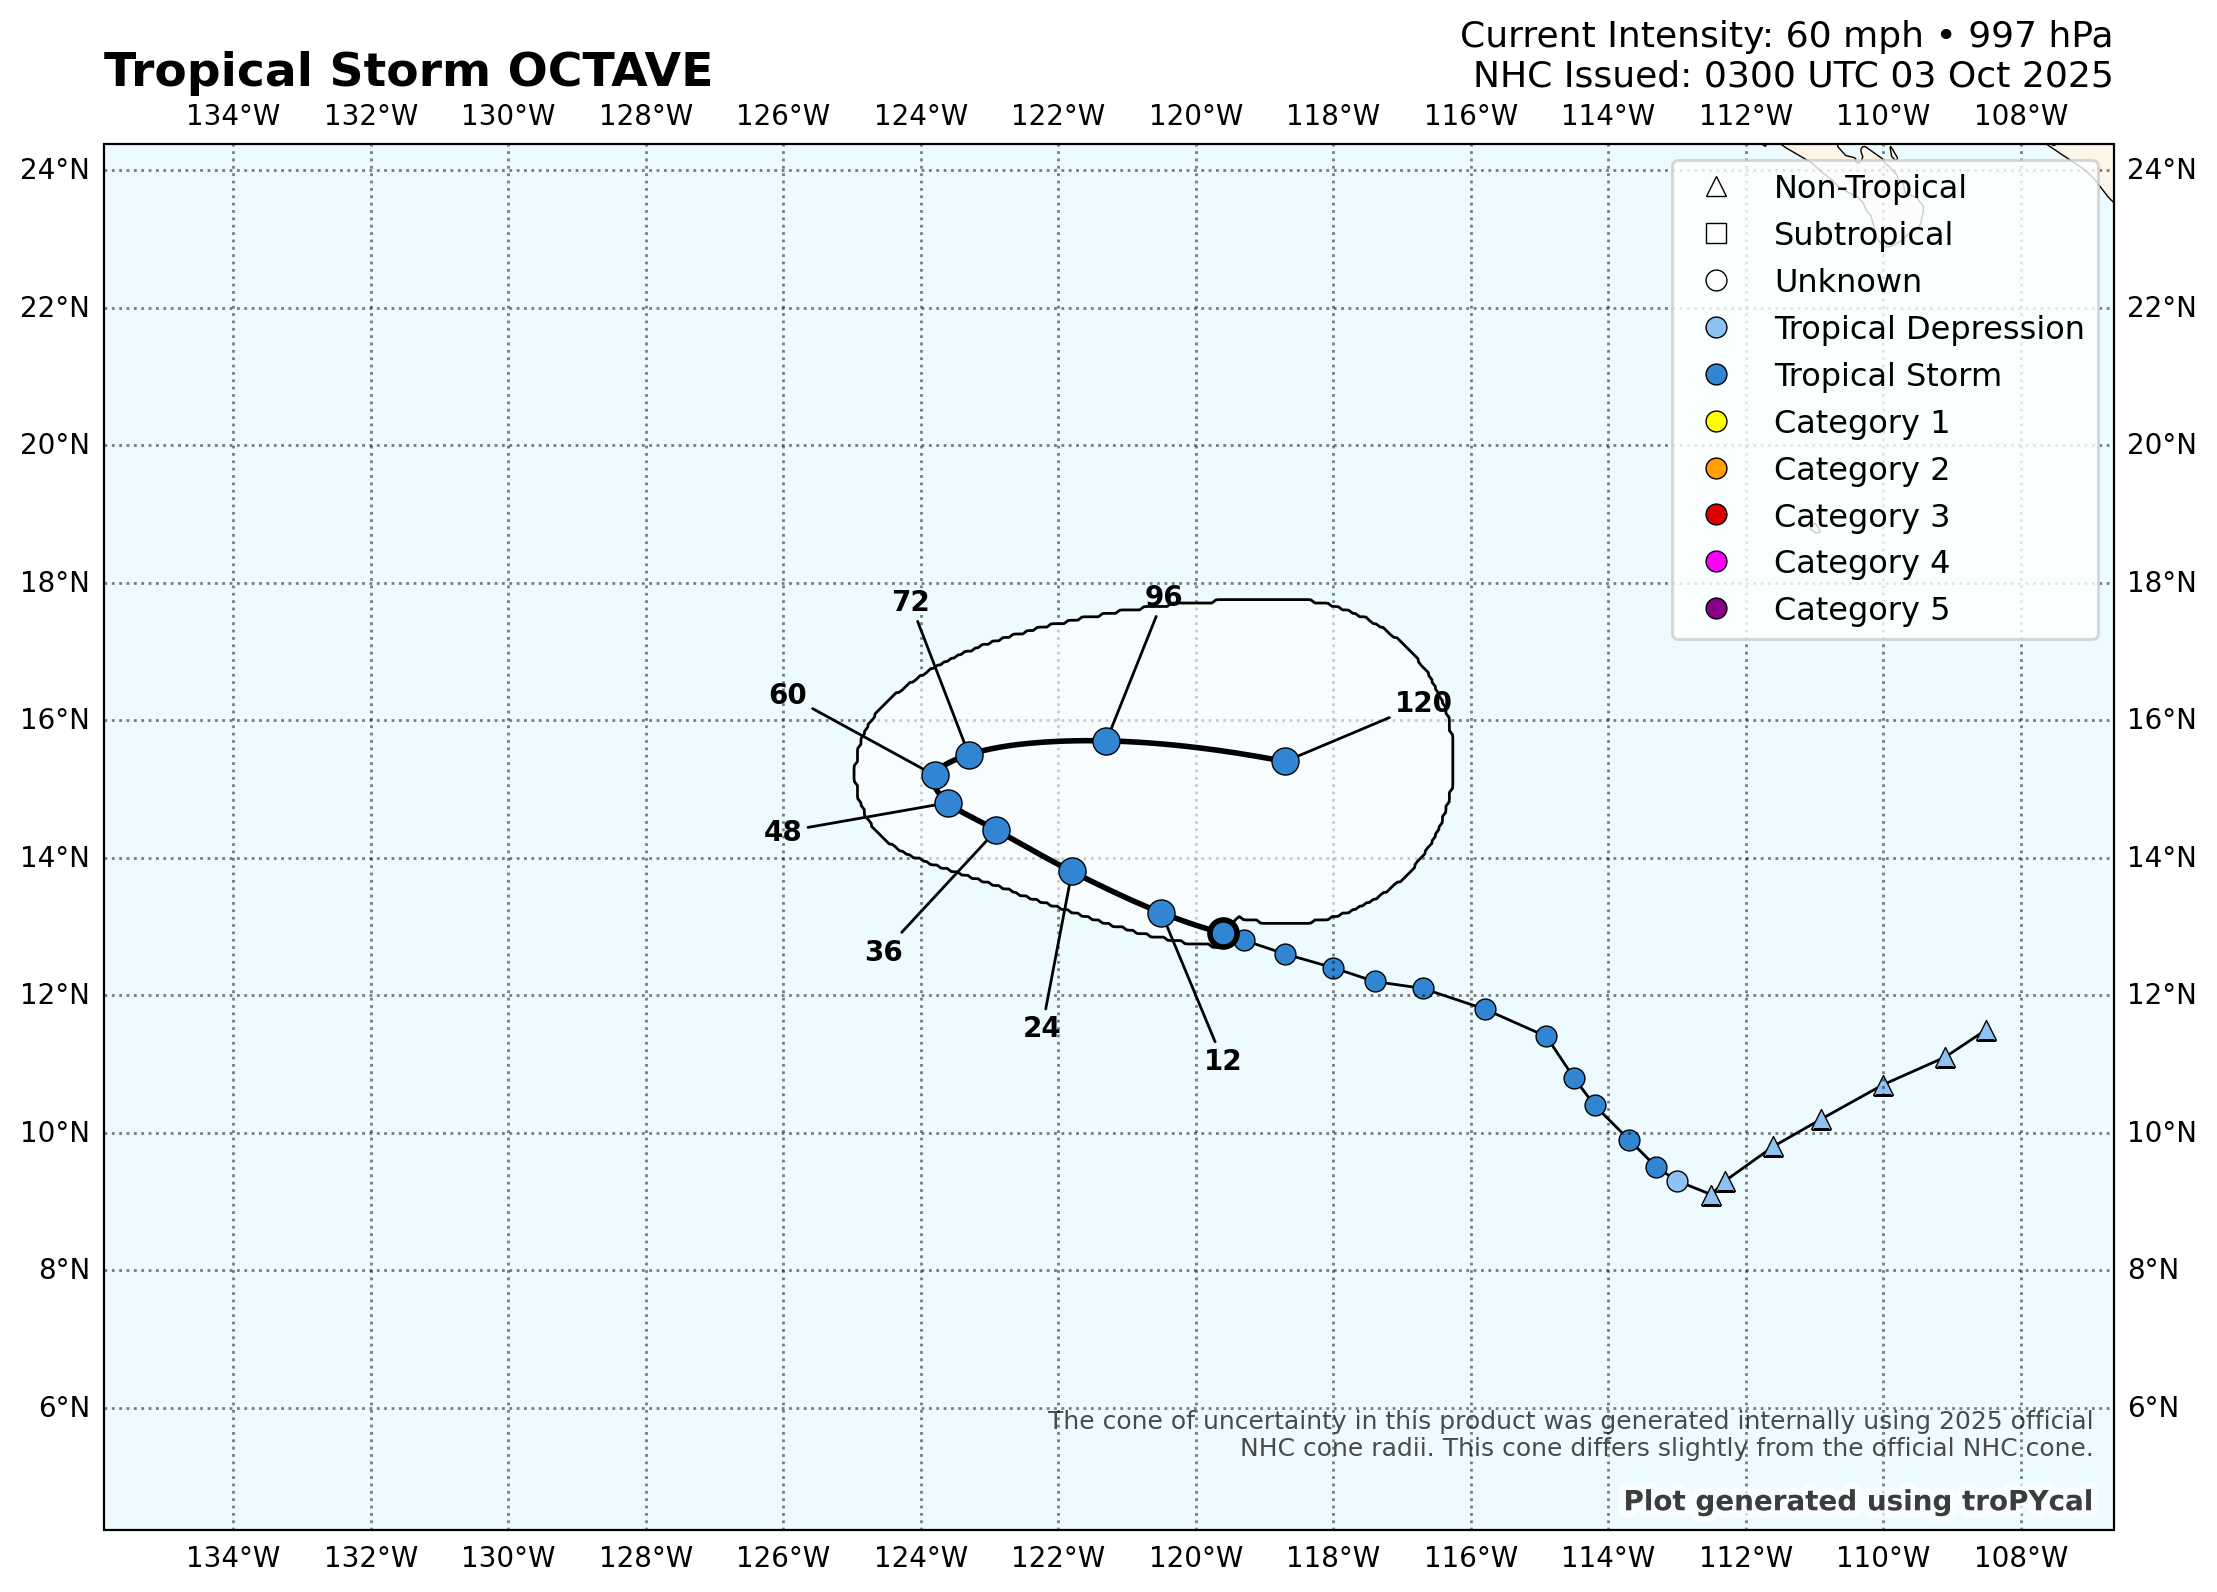 Tropical Storm OCTAVE
Current Intensity: 60 mph • 997 hPa
NHC Issued: 0300 UTC 03 Oct 2025
134°W 132°W 130°W 128°W 126°W 124°W 122°W 120°W 118°W 116°W 114°W 112°W 110°W 108°W
24°N 24°N
Non-Tropical
Subtropical
Unknown
22°N 22°N
Tropical Depression
Tropical Storm
Category 1
20°N 20°N
Category 2
Category 3
Category 4
18°N 18°N
Category 5
72 96
60 120
16°N 16°N
48
14°N 14°N
36
12°N 12°N
24
12
10°N 10°N
8°N 8°N
6°N 6°N
The cone of uncertainty in this product was generated internally using 2025 official
NHC cone radii. This cone differs slightly from the official NHC cone.
Plot generated using troPYcal
134°W 132°W 130°W 128°W 126°W 124°W 122°W 120°W 118°W 116°W 114°W 112°W 110°W 108°W